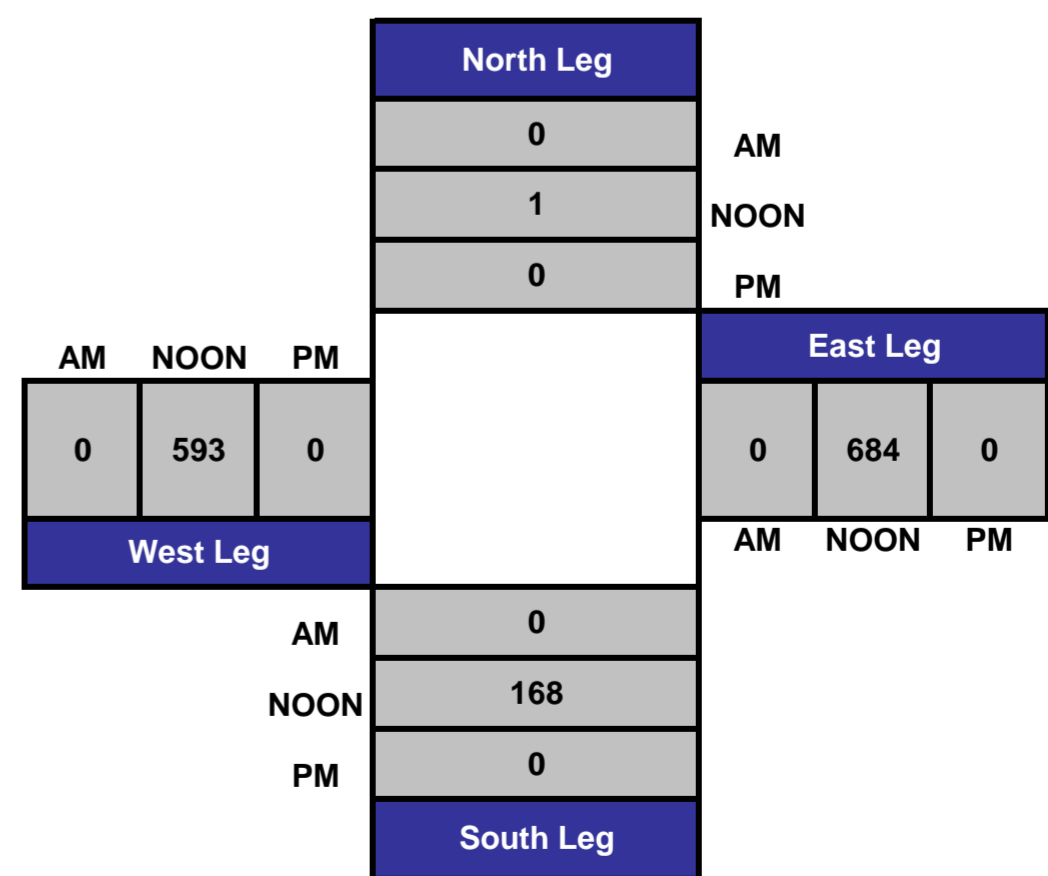 North Leg
0 AM
1 NOON
0 PM
East Leg
AM NOON PM
0 593 0
0 684 0
West Leg
AM NOON PM
AM 0
NOON 168
PM 0
South Leg